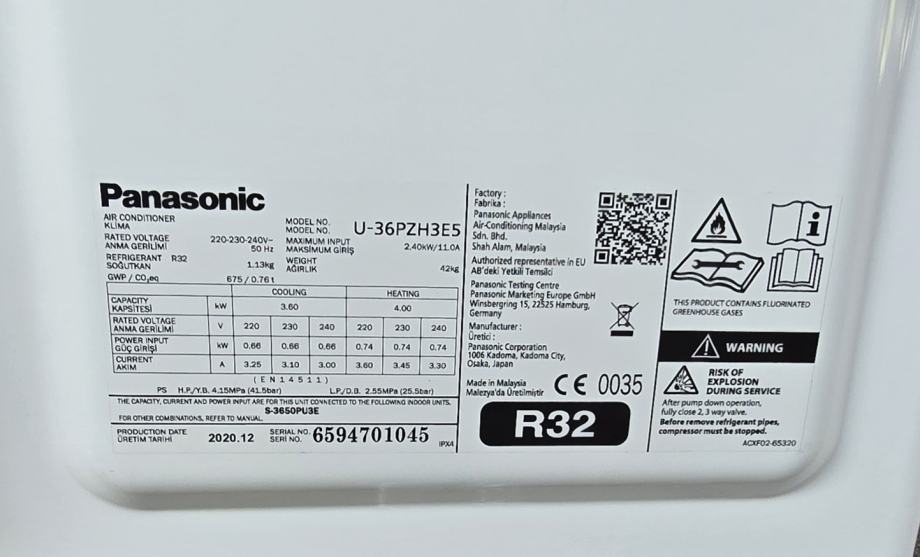 Panasonic
AIR CONDITIONER
KLIMA
RATED VOLTAGE
ANMA GERİLİMİ
220-230-240V~
50 Hz
REFRIGERANT R32
SOĞUTKAN
1.13kg
GWP / CO₂eq
675 / 0.76 t
MODEL NO.
MODEL NO.
U-36PZH3E5
MAXIMUM INPUT
MAKSİMUM GİRİŞ
2.40kW/11.0A
WEIGHT
AĞIRLIK
42kg
COOLING HEATING
CAPACITY
KAPSİTESİ
kW 3.60 4.00
RATED VOLTAGE
ANMA GERİLİMİ
V 220 230 240 220 230 240
POWER INPUT
GÜÇ GİRİŞİ
kW 0.66 0.66 0.66 0.74 0.74 0.74
CURRENT
AKIM
A 3.25 3.10 3.00 3.60 3.45 3.30
(EN14511)
PS H.P./Y.B. 4.15MPa (41.5bar) L.P./D.B. 2.55MPa (25.5bar)
THE CAPACITY, CURRENT AND POWER INPUT ARE FOR THIS UNIT CONNECTED TO THE FOLLOWING INDOOR UNITS.
S-3650PU3E
FOR OTHER COMBINATIONS, REFER TO MANUAL.
PRODUCTION DATE
ÜRETIM TARİHİ
2020.12
SERIAL NO.
SERİ NO.
6594701045
IPX4
Factory :
Fabrika :
Panasonic Appliances
Air-Conditioning Malaysia
Sdn. Bhd.
Shah Alam, Malaysia
Authorized representative in EU
AB'deki Yetkili Temsilci
Panasonic Testing Centre
Panasonic Marketing Europe GmbH
Winsbergring 15, 22525 Hamburg,
Germany
Manufacturer :
Üretici :
Panasonic Corporation
1006 Kadoma, Kadoma City,
Osaka, Japan
Made in Malaysia
Malezya'da Üretilmiştir
CE 0035
R32
THIS PRODUCT CONTAINS FLUORINATED
GREENHOUSE GASES
WARNING
RISK OF
EXPLOSION
DURING SERVICE
After pump down operation,
fully close 2, 3 way valve.
Before remove refrigerant pipes,
compressor must be stopped.
ACXF02-65320